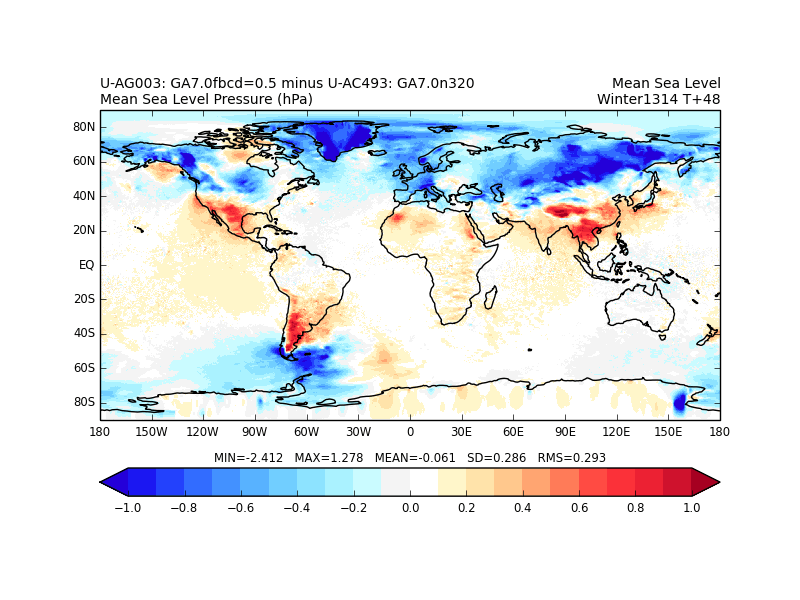 U-AG003: GA7.0fbcd=0.5 minus U-AC493: GA7.0n320 Mean Sea Level
Mean Sea Level Pressure (hPa) Winter1314 T+48
80N
60N
40N
20N
EQ
20S
40S
60S
80S
180 150W 120W 90W 60W 30W 0 30E 60E 90E 120E 150E 180
MIN=-2.412 MAX=1.278 MEAN=-0.061 SD=0.286 RMS=0.293
−1.0 −0.8 −0.6 −0.4 −0.2 0.0 0.2 0.4 0.6 0.8 1.0